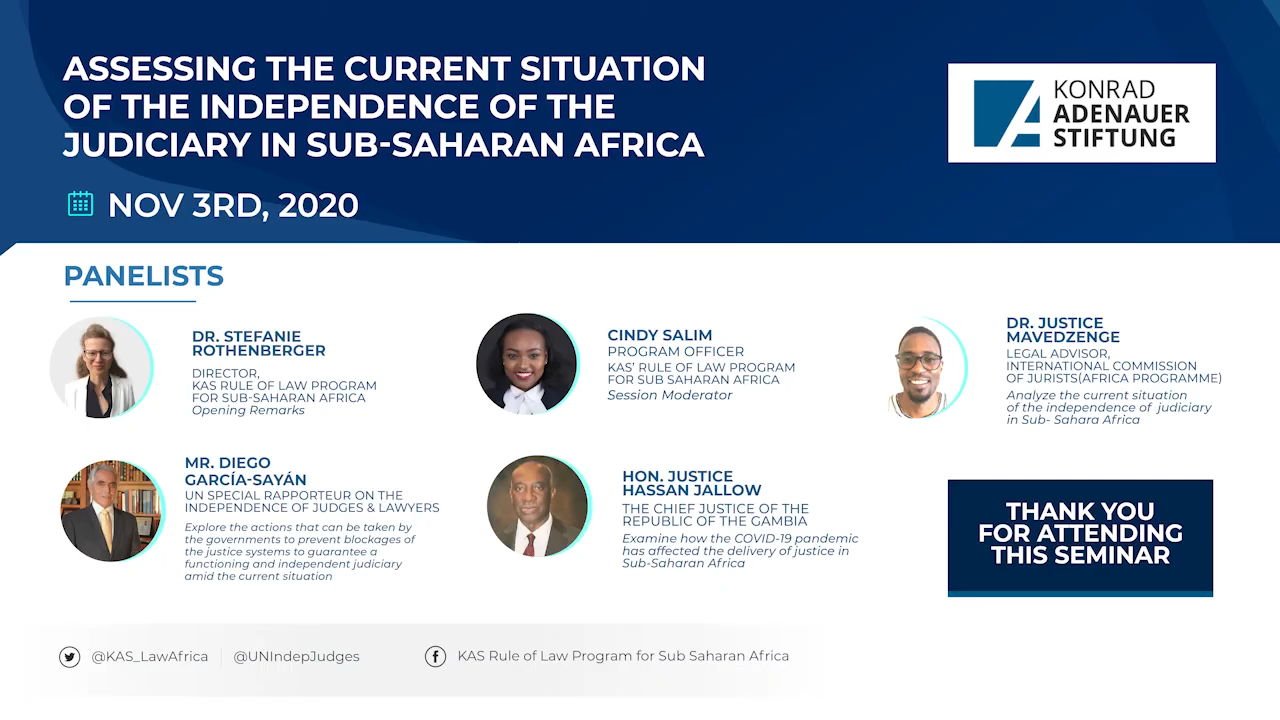 ASSESSING THE CURRENT SITUATION
OF THE INDEPENDENCE OF THE
JUDICIARY IN SUB-SAHARAN AFRICA
NOV 3RD, 2020
KONRAD
ADENAUER
STIFTUNG
PANELISTS
DR. STEFANIE
ROTHENBERGER
DIRECTOR,
KAS RULE OF LAW PROGRAM
FOR SUB-SAHARAN AFRICA
Opening Remarks
CINDY SALIM
PROGRAM OFFICER
KAS' RULE OF LAW PROGRAM
FOR SUB SAHARAN AFRICA
Session Moderator
DR. JUSTICE
MAVEDZENGE
LEGAL ADVISOR,
INTERNATIONAL COMMISSION
OF JURISTS(AFRICA PROGRAMME)
Analyze the current situation
of the independence of judiciary
in Sub- Sahara Africa
MR. DIEGO
GARCÍA-SAYÁN
UN SPECIAL RAPPORTEUR ON THE
INDEPENDENCE OF JUDGES & LAWYERS
Explore the actions that can be taken by
the governments to prevent blockages of
the justice systems to guarantee a
functioning and independent judiciary
amid the current situation
HON. JUSTICE
HASSAN JALLOW
THE CHIEF JUSTICE OF THE
REPUBLIC OF THE GAMBIA
Examine how the COVID-19 pandemic
has affected the delivery of justice in
Sub-Saharan Africa
THANK YOU
FOR ATTENDING
THIS SEMINAR
@KAS_LawAfrica
@UNIndepJudges
KAS Rule of Law Program for Sub Saharan Africa